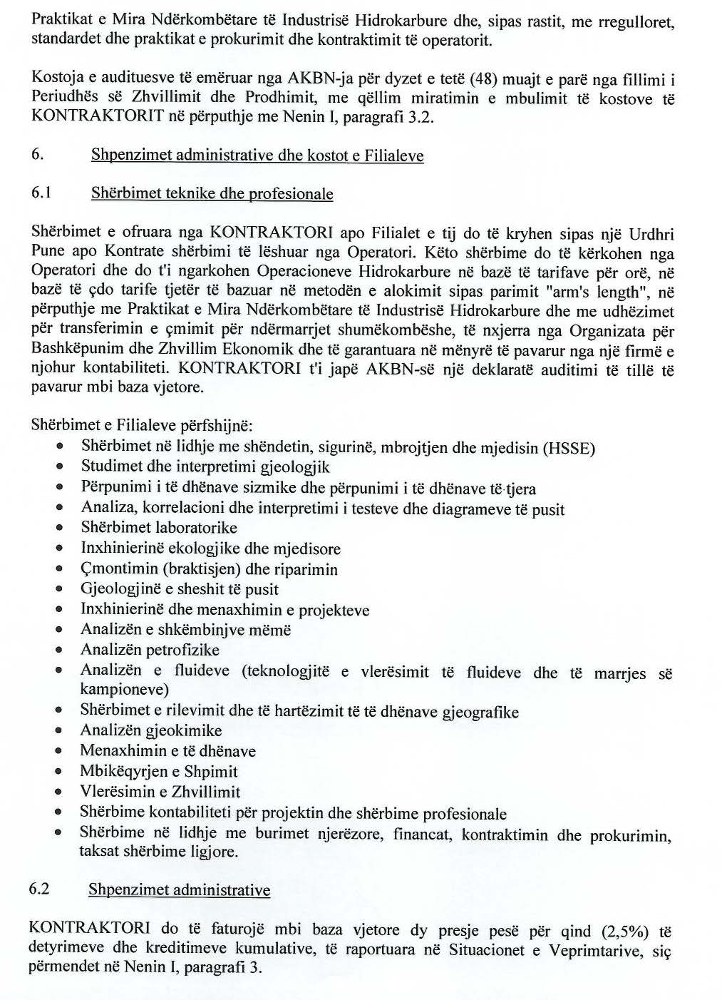 Praktikat e Mira Ndërkombëtare të Industrisë Hidrokarbure dhe, sipas rastit, me rregulloret,
standardet dhe praktikat e prokurimit dhe kontraktimit të operatorit.
Kostoja e audituesve të emëruar nga AKBN-ja për dyzet e tetë (48) muajt e parë nga fillimi i
Periudhës së Zhvillimit dhe Prodhimit, me qëllim miratimin e mbulimit të kostove të
KONTRAKTORIT në përputhje me Nenin I, paragrafi 3.2.
6. Shpenzimet administrative dhe kostot e Filialeve
6.1 Shërbimet teknike dhe profesionale
Shërbimet e ofruara nga KONTRAKTORI apo Filialet e tij do të kryhen sipas një Urdhri
Pune apo Kontrate shërbimi të lëshuar nga Operatori. Këto shërbime do të kërkohen nga
Operatori dhe do t'i ngarkohen Operacioneve Hidrokarbure në bazë të tarifave për orë, në
bazë të çdo tarife tjetër të bazuar në metodën e alokimit sipas parimit "arm's length", në
përputhje me Praktikat e Mira Ndërkombëtare të Industrisë Hidrokarbure dhe me udhëzimet
për transferimin e çmimit për ndërmarrjet shumëkombëshe, të nxjerra nga Organizata për
Bashkëpunim dhe Zhvillim Ekonomik dhe të garantuara në mënyrë të pavarur nga një firmë e
njohur kontabiliteti. KONTRAKTORI t'i japë AKBN-së një deklaratë auditimi të tillë të
pavarur mbi baza vjetore.
Shërbimet e Filialeve përfshijnë:
• Shërbimet në lidhje me shëndetin, sigurinë, mbrojtjen dhe mjedisin (HSSE)
• Studimet dhe interpretimi gjeologjik
• Përpunimi i të dhënave sizmike dhe përpunimi i të dhënave të tjera
• Analiza, korrelacioni dhe interpretimi i testeve dhe diagrameve të pusit
• Shërbimet laboratorike
• Inxhinierinë ekologjike dhe mjedisore
• Çmontimin (braktisjen) dhe riparimin
• Gjeologjinë e sheshit të pusit
• Inxhinierinë dhe menaxhimin e projekteve
• Analizën e shkëmbinjve mëmë
• Analizën petrofizike
• Analizën e fluideve (teknologjitë e vlerësimit të fluideve dhe të marrjes së
kampioneve)
• Shërbimet e rilevimit dhe të hartëzimit të të dhënave gjeografike
• Analizën gjeokimike
• Menaxhimin e të dhënave
• Mbikëqyrjen e Shpimit
• Vlerësimin e Zhvillimit
• Shërbime kontabiliteti për projektin dhe shërbime profesionale
• Shërbime në lidhje me burimet njerëzore, financat, kontraktimin dhe prokurimin,
taksat shërbime ligjore.
6.2 Shpenzimet administrative
KONTRAKTORI do të faturojë mbi baza vjetore dy presje pesë për qind (2,5%) të
detyrimeve dhe kreditimeve kumulative, të raportuara në Situacionet e Veprimtarive, siç
përmendet në Nenin I, paragrafi 3.